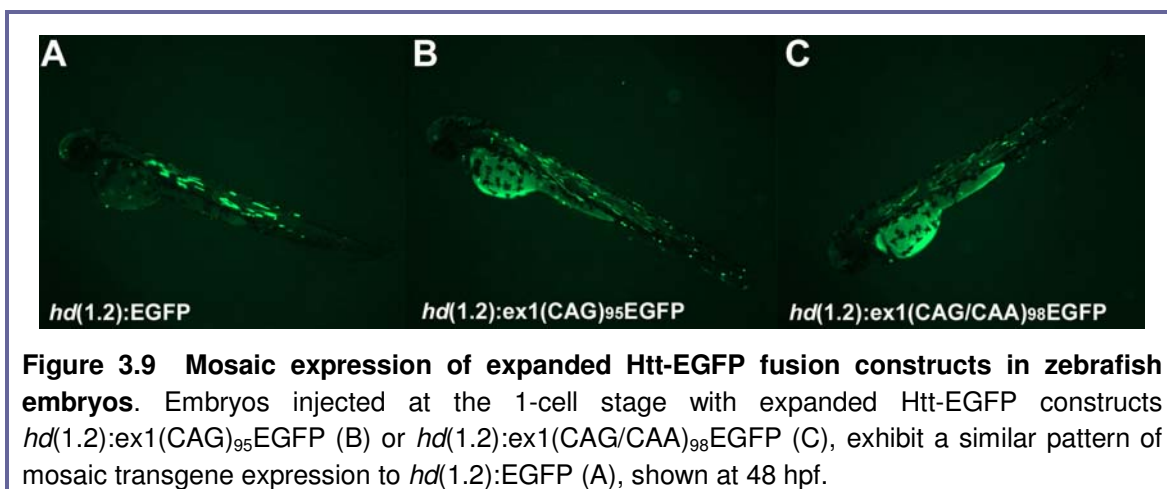 A B C
hd(1.2):EGFP hd(1.2):ex1(CAG)95EGFP hd(1.2):ex1(CAG/CAA)98EGFP
Figure 3.9 Mosaic expression of expanded Htt-EGFP fusion constructs in zebrafish
embryos. Embryos injected at the 1-cell stage with expanded Htt-EGFP constructs
hd(1.2):ex1(CAG)95EGFP (B) or hd(1.2):ex1(CAG/CAA)98EGFP (C), exhibit a similar pattern of
mosaic transgene expression to hd(1.2):EGFP (A), shown at 48 hpf.